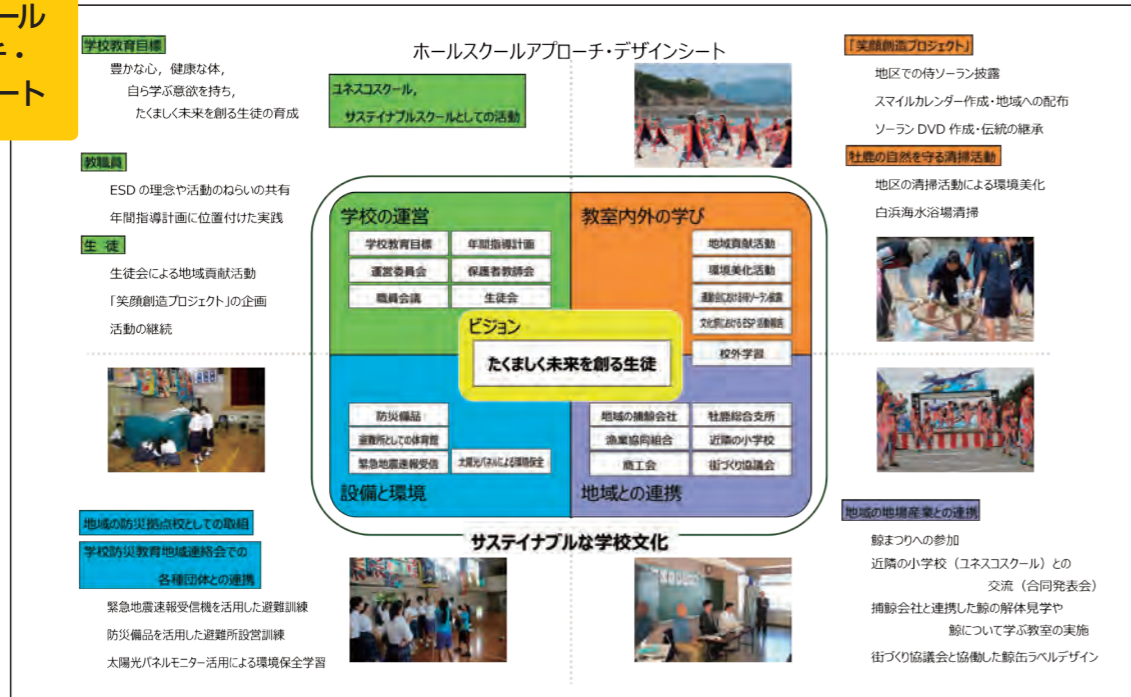 ール
チ・
ート
ホールスクールアプローチ・デザインシート
学校教育目標
豊かな心，健康な体，
自ら学ぶ意欲を持ち，
たくましく未来を創る生徒の育成
教職員
ESD の理念や活動のねらいの共有
年間指導計画に位置付けた実践
生 徒
生徒会による地域貢献活動
「笑顔創造プロジェクト」の企画
活動の継続
ユネスコスクール，
サステイナブルスクールとしての活動
「笑顔創造プロジェクト」
地区での侍ソーラン披露
スマイルカレンダー作成・地域への配布
ソーラン DVD 作成・伝統の継承
牡鹿の自然を守る清掃活動
地区の清掃活動による環境美化
白浜海水浴場清掃
学校の運営
学校教育目標
年間指導計画
運営委員会
保護者教師会
職員会議
生徒会
教室内外の学び
地域貢献活動
環境美化活動
運動会における侍ソーラン披露
文化祭における ESP 活動報告
校外学習
ビジョン
たくましく未来を創る生徒
防災備品
避難所としての体育館
緊急地震速報受信
太陽光パネルによる環境保全
設備と環境
地域の捕鯨会社
牡鹿総合支所
漁業協同組合
近隣の小学校
商工会
街づくり協議会
地域との連携
サステイナブルな学校文化
地域の防災拠点校としての取組
学校防災教育地域連絡会での
各種団体との連携
緊急地震速報受信機を活用した避難訓練
防災備品を活用した避難所設営訓練
太陽光パネルモニター活用による環境保全学習
地域の地場産業との連携
鯨まつりへの参加
近隣の小学校（ユネスコスクール）との
交流（合同発表会）
捕鯨会社と連携した鯨の解体見学や
鯨について学ぶ教室の実施
街づくり協議会と協働した鯨缶ラベルデザイン